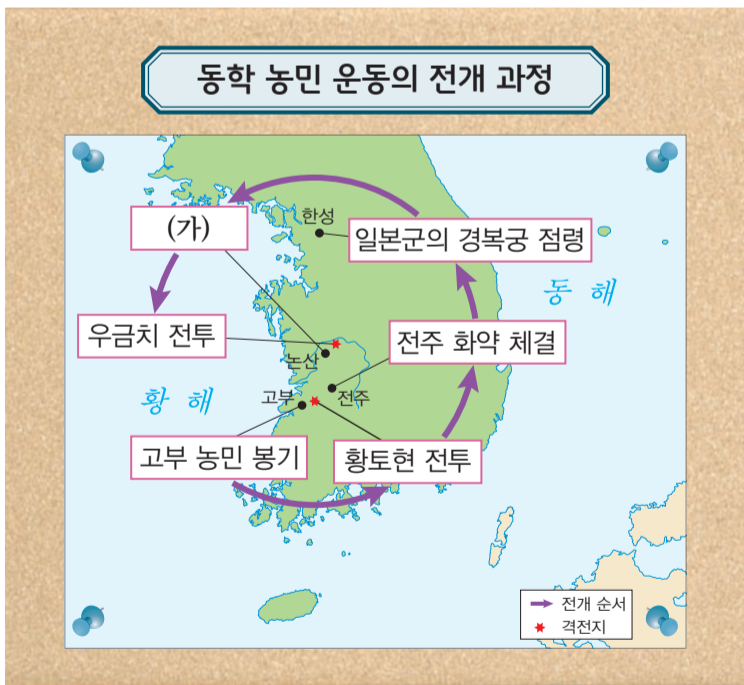 동학 농민 운동의 전개 과정
(가)
한성
일본군의 경복궁 점령
동 해
우금치 전투
논산
전주 화약 체결
황 해
고부
전주
고부 농민 봉기
황토현 전투
전개 순서
격전지